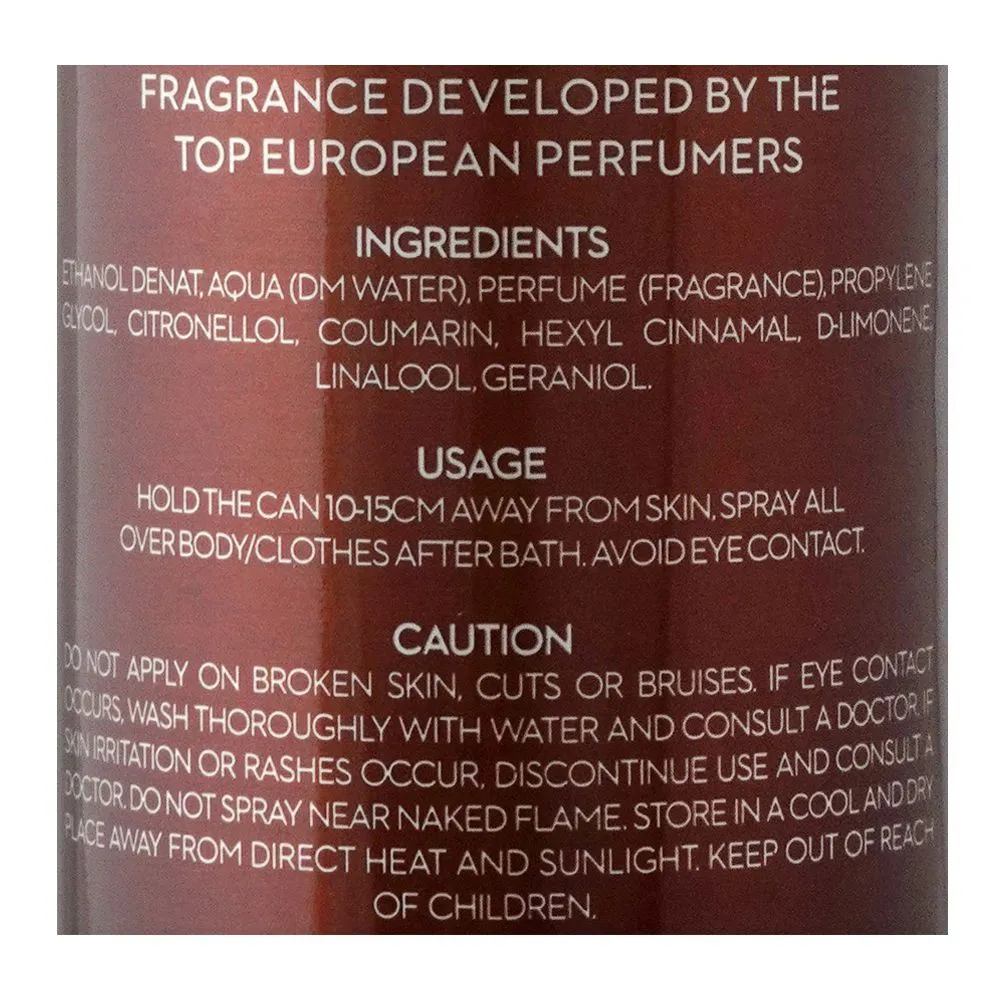 FRAGRANCE DEVELOPED BY THE
TOP EUROPEAN PERFUMERS
INGREDIENTS
ETHANOL DENAT, AQUA (DM WATER), PERFUME (FRAGRANCE), PROPYLENE
GLYCOL, CITRONELLOL, COUMARIN, HEXYL CINNAMAL, D-LIMONENE,
LINALOOL, GERANIOL.
USAGE
HOLD THE CAN 10-15CM AWAY FROM SKIN, SPRAY ALL
OVER BODY/CLOTHES AFTER BATH. AVOID EYE CONTACT.
CAUTION
DO NOT APPLY ON BROKEN SKIN, CUTS OR BRUISES. IF EYE CONTACT
OCCURS, WASH THOROUGHLY WITH WATER AND CONSULT A DOCTOR. IF
SKIN IRRITATION OR RASHES OCCUR, DISCONTINUE USE AND CONSULT A
DOCTOR. DO NOT SPRAY NEAR NAKED FLAME. STORE IN A COOL AND DRY
PLACE AWAY FROM DIRECT HEAT AND SUNLIGHT. KEEP OUT OF REACH
OF CHILDREN.